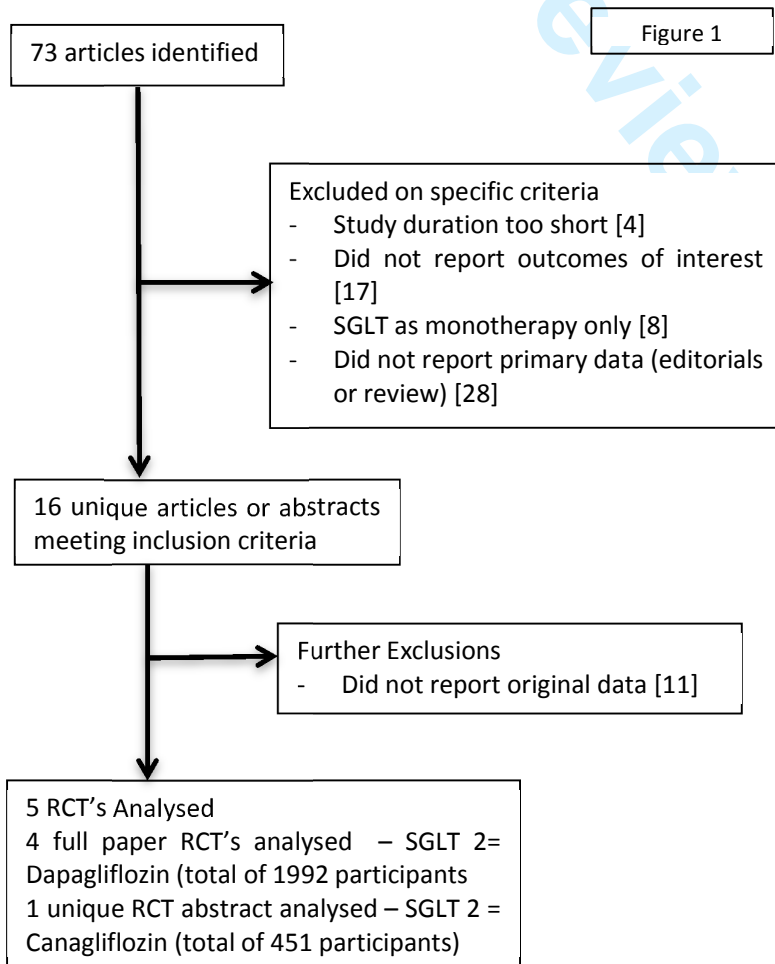 Figure 1
73 articles identified
Excluded on specific criteria
- Study duration too short [4]
- Did not report outcomes of interest
[17]
- SGLT as monotherapy only [8]
- Did not report primary data (editorials
or review) [28]
16 unique articles or abstracts
meeting inclusion criteria
Further Exclusions
- Did not report original data [11]
5 RCT's Analysed
4 full paper RCT's analysed – SGLT 2=
Dapagliflozin (total of 1992 participants
1 unique RCT abstract analysed – SGLT 2 =
Canagliflozin (total of 451 participants)